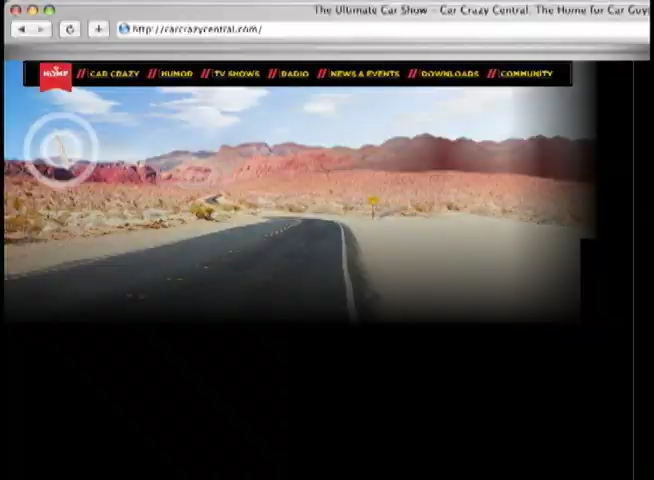 The Ultimate Car Show - Car Crazy Central, The Home for Car Guy
http://carcrazycentral.com/
HOME // CAR CRAZY // HUMOR // TV SHOWS // RADIO // NEWS & EVENTS // DOWNLOADS // COMMUNITY